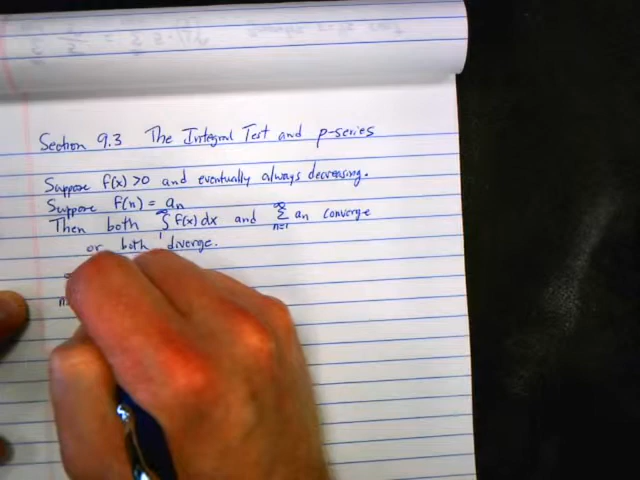 Section 9.3 The Integral Test and p-series
Suppose f(x) > 0 and eventually always decreasing.
Suppose f(n) = an
Then both ∫₁^∞ f(x) dx and ∑_{n=1}^∞ an converge
or both diverge.